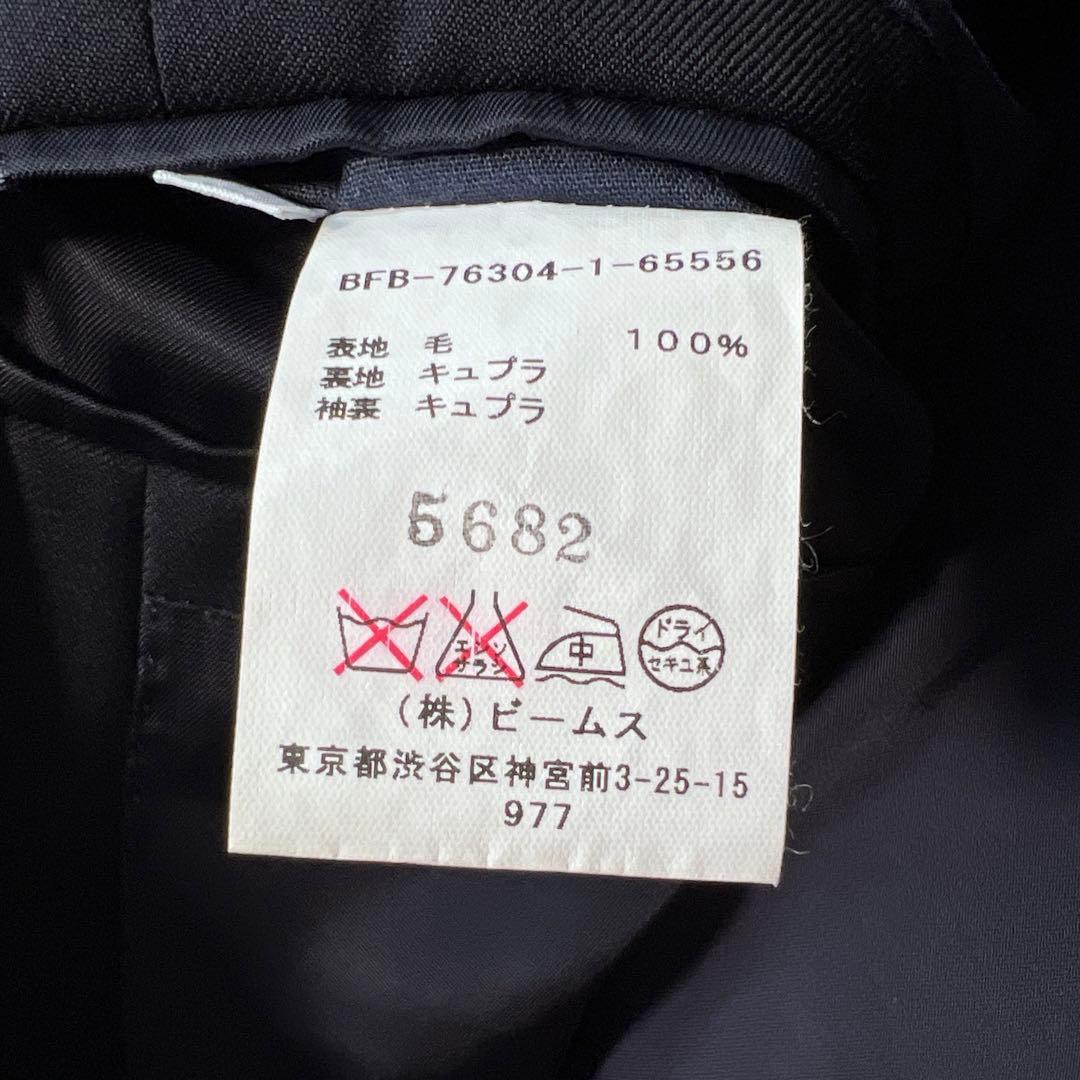 BFB-76304-1-65556
表地 毛 100%
裏地 キュプラ
袖裏 キュプラ
5682
エンソ
サラシ
中
ドライ
セキユ系
(株)ビームス
東京都渋谷区神宮前3-25-15
977